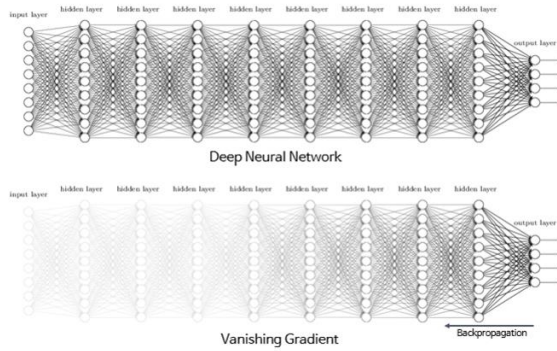 input layer hidden layer hidden layer hidden layer hidden layer hidden layer hidden layer hidden layer hidden layer
output layer
Deep Neural Network
input layer hidden layer hidden layer hidden layer hidden layer hidden layer hidden layer hidden layer hidden layer
output layer
Backpropagation
Vanishing Gradient